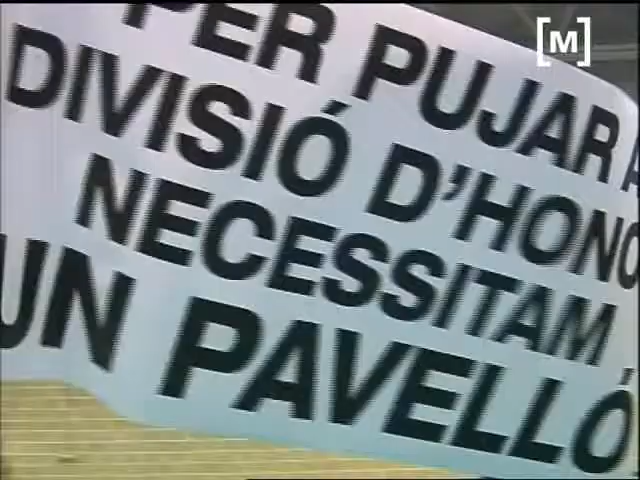 [M]
PER PUJAR A
DIVISIÓ D'HONO
NECESSITAM
UN PAVELLÓ